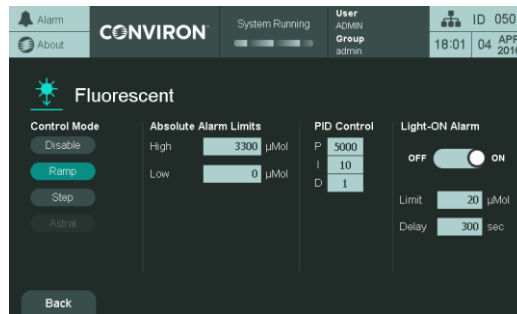 Alarm
About
CONVIRON
System Running
User
ADMIN
Group
admin
ID 050
18:01 04 APR
Fluorescent
Control Mode
Disable
Ramp
Step
Astral
Absolute Alarm Limits
High 3300 µMol
Low 0 µMol
PID Control
P 5000
I 10
D 1
Light-ON Alarm
OFF ON
Limit 20 µMol
Delay 300 sec
Back